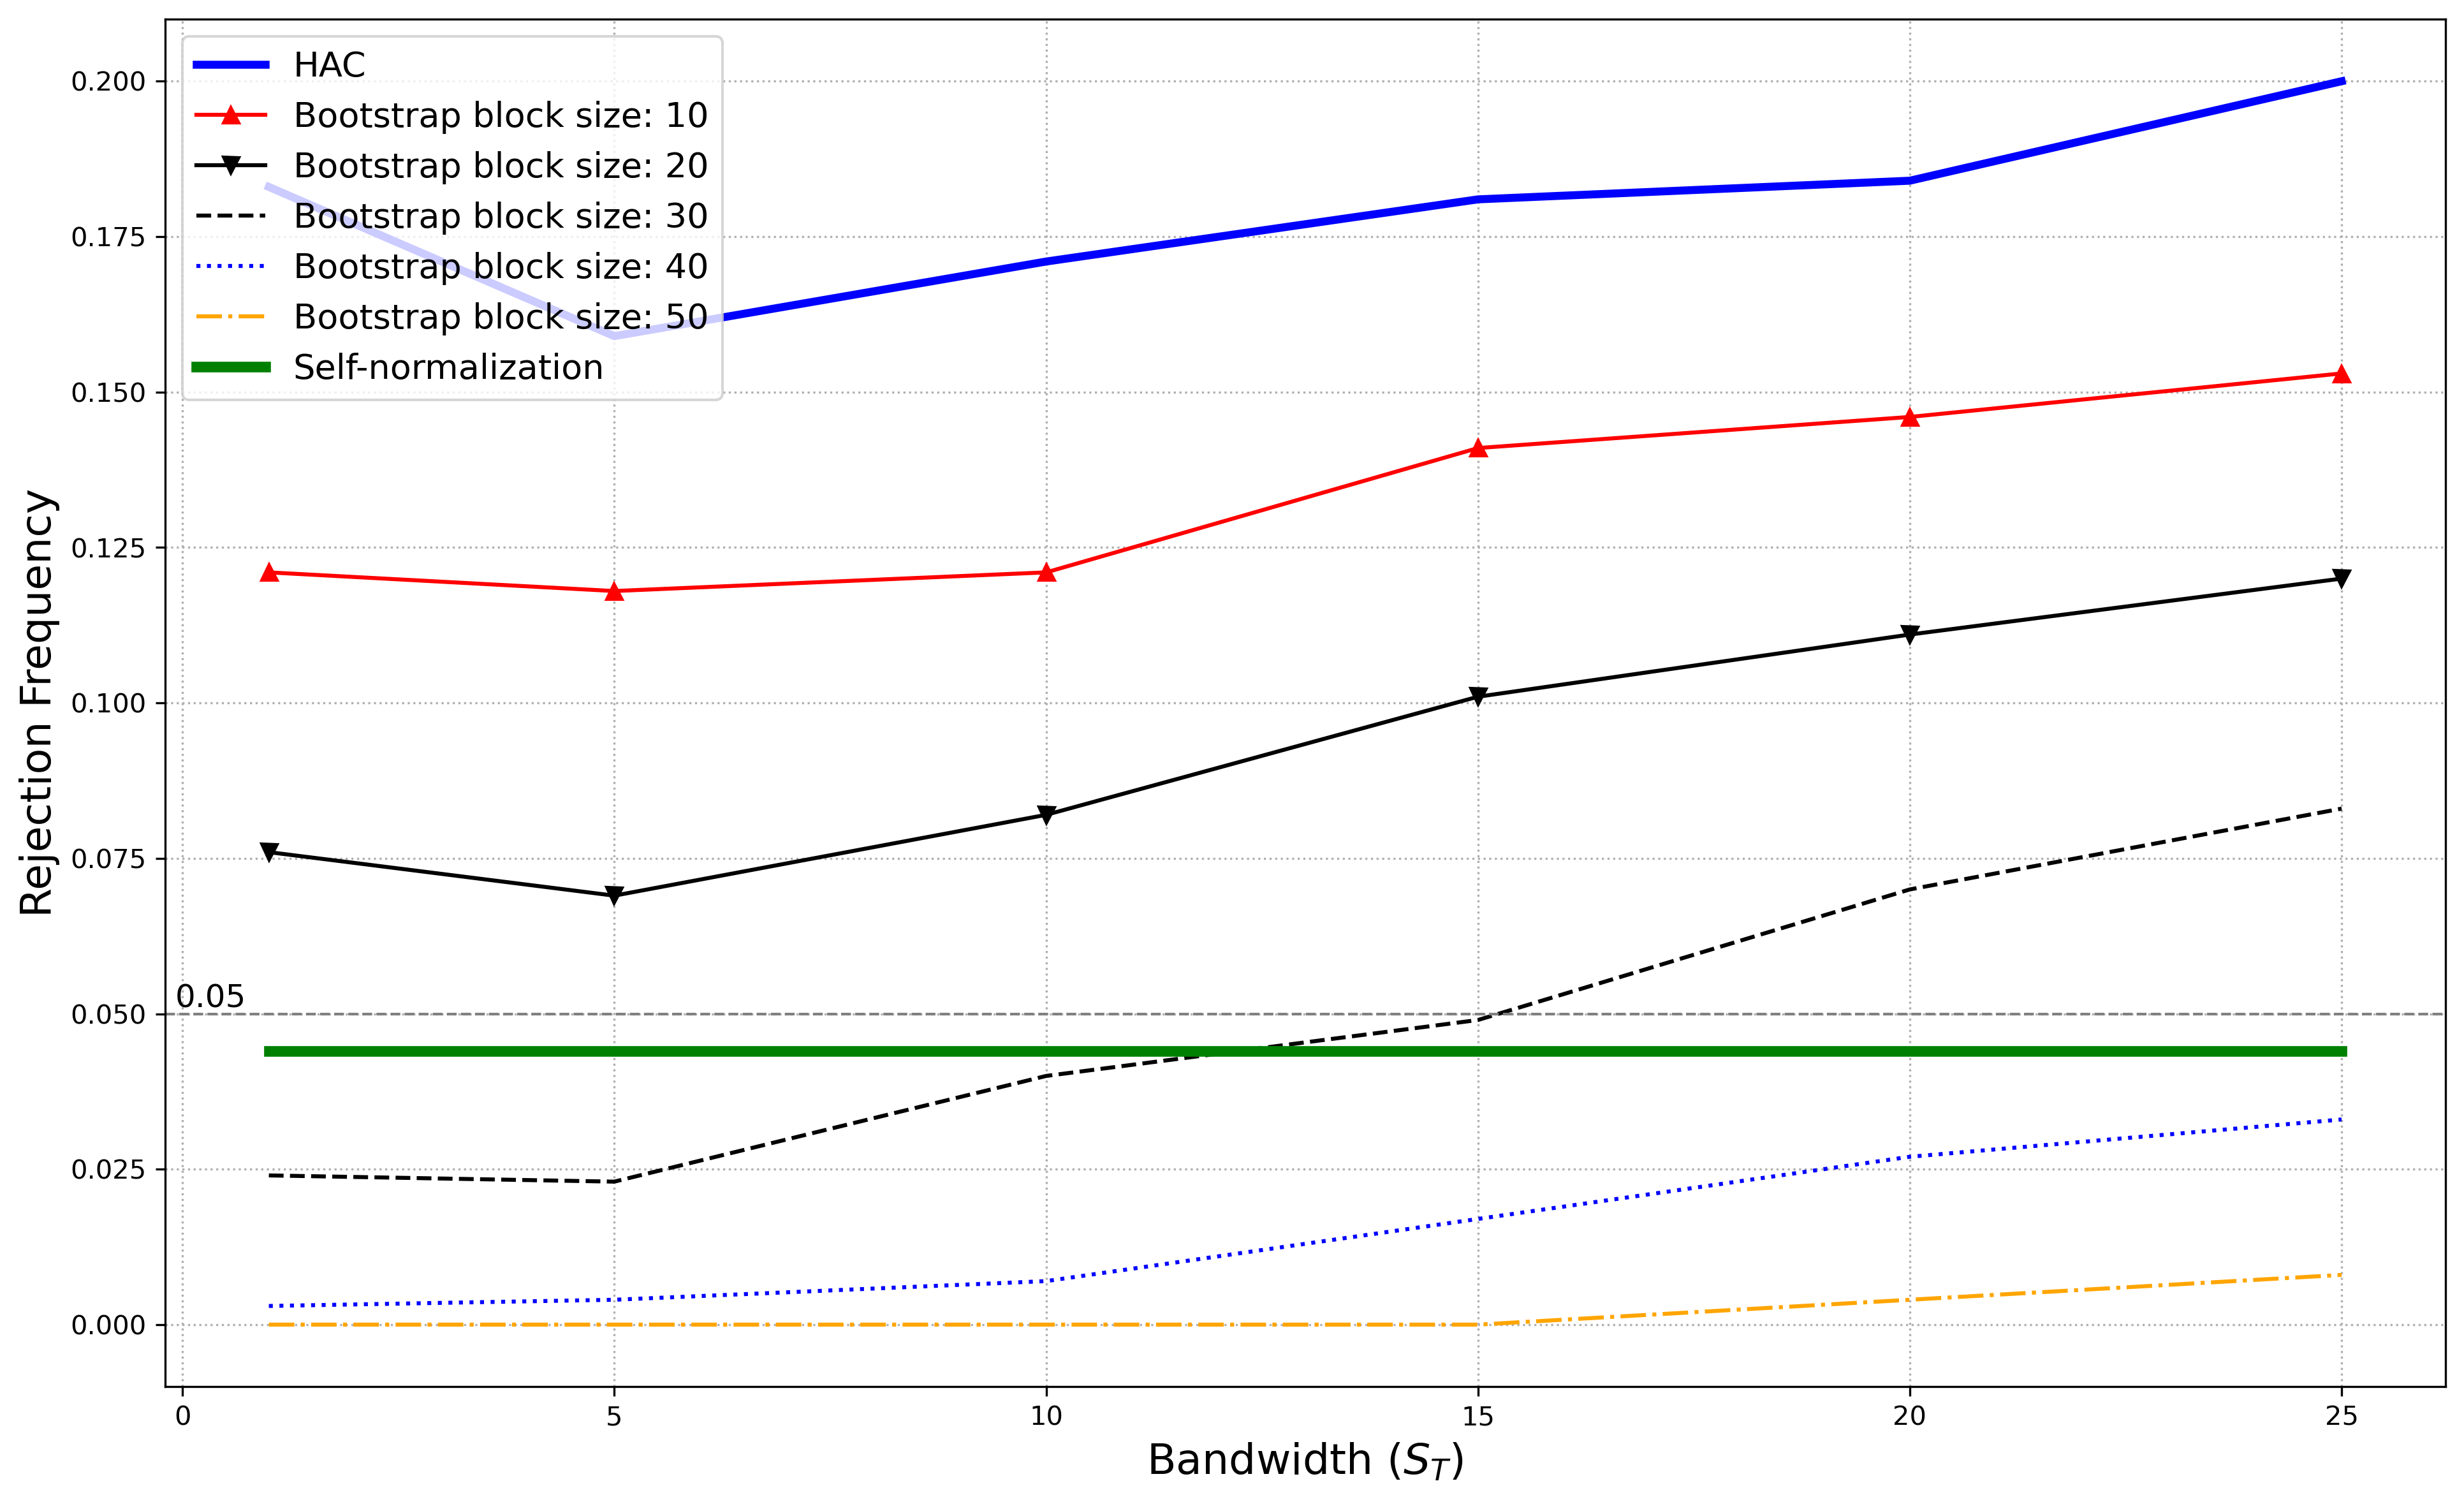 HAC
Bootstrap block size: 10
Bootstrap block size: 20
Bootstrap block size: 30
Bootstrap block size: 40
Bootstrap block size: 50
Self-normalization
Rejection Frequency
0.200
0.175
0.150
0.125
0.100
0.075
0.050
0.025
0.000
0.05
0
5
10
15
20
25
Bandwidth (S_T)